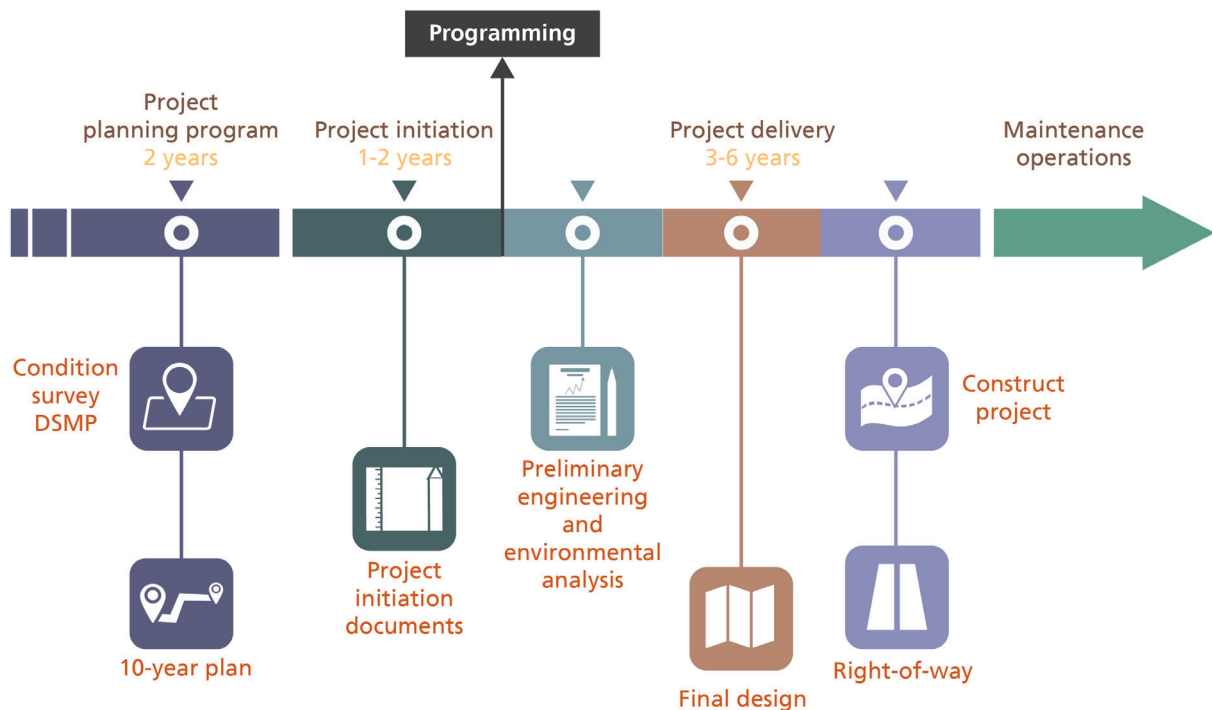 Programming
Project
planning program
2 years
Project initiation
1-2 years
Project delivery
3-6 years
Maintenance
operations
Condition
survey
DSMP
10-year plan
Project
initiation
documents
Preliminary
engineering
and
environmental
analysis
Final design
Construct
project
Right-of-way